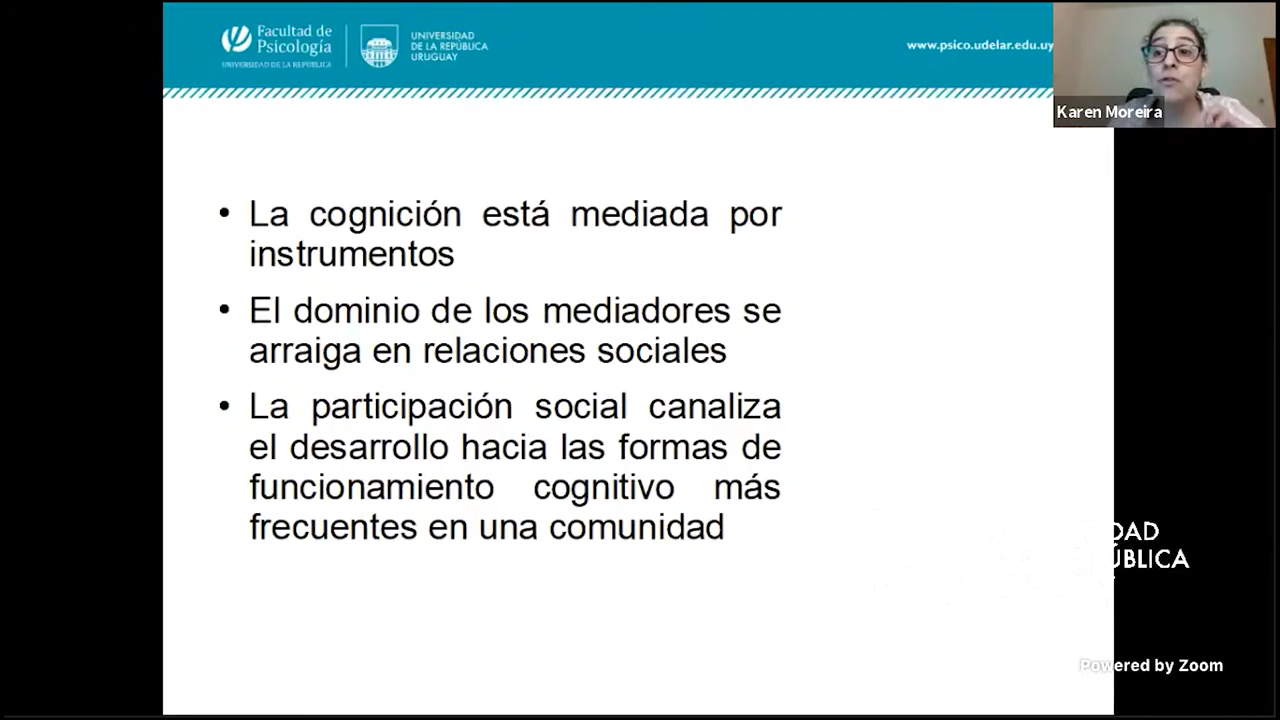 Facultad de
Psicología
UNIVERSIDAD DE LA REPÚBLICA
UNIVERSIDAD
DE LA REPÚBLICA
URUGUAY
www.psico.udelar.edu.uy
Karen Moreira
• La cognición está mediada por
instrumentos
• El dominio de los mediadores se
arraiga en relaciones sociales
• La participación social canaliza
el desarrollo hacia las formas de
funcionamiento cognitivo más
frecuentes en una comunidad
DAD
ÚBLICA
Powered by Zoom